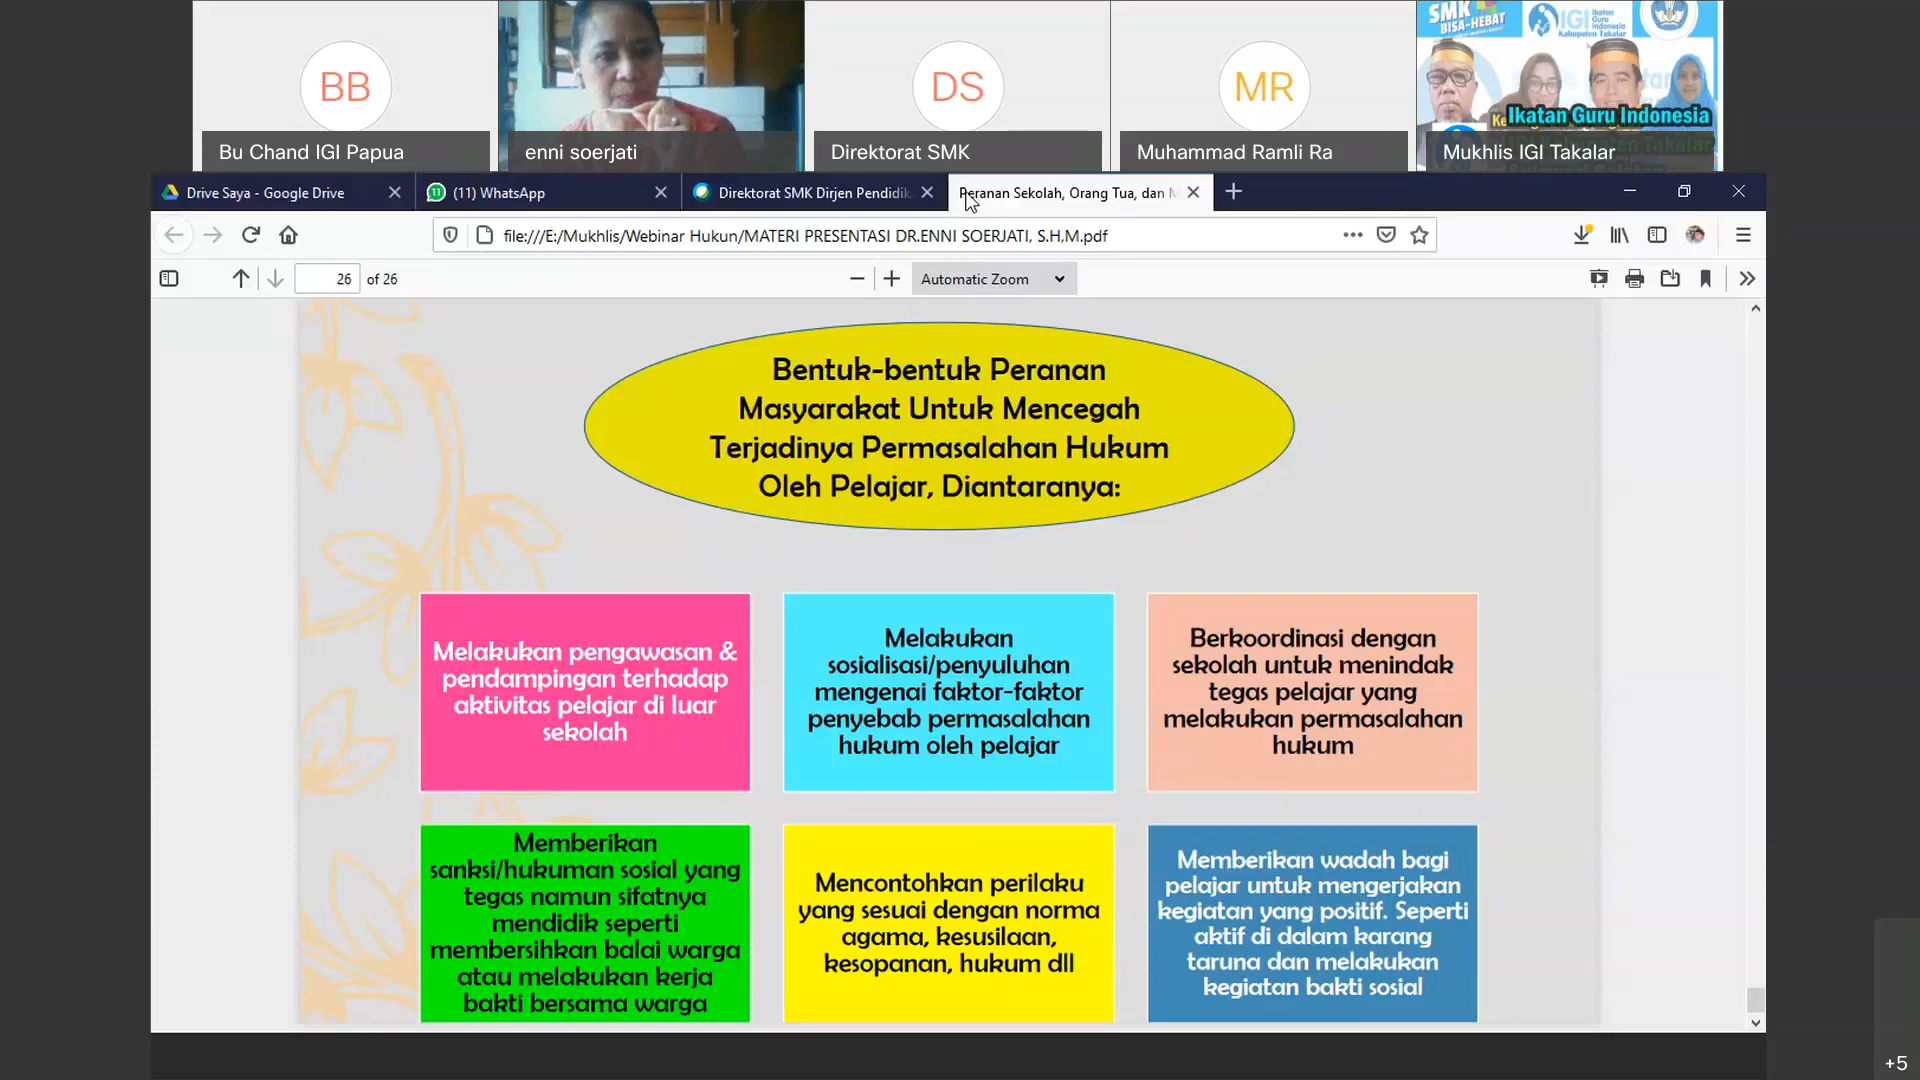 BB
Bu Chand IGI Papua
enni soerjati
DS
Direktorat SMK
MR
Muhammad Ramli Ra
SMK
BISA-HEBAT
IGI
Ikatan
Guru
Indonesia
Kabupaten Takalar
Ikatan Guru Indonesia
Mukhlis IGI Takalar
Drive Saya - Google Drive
(11) WhatsApp
Direktorat SMK Dirjen Pendidik
Peranan Sekolah, Orang Tua, dan M
file:///E:/Mukhlis/Webinar Hukun/MATERI PRESENTASI DR.ENNI SOERJATI, S.H,M.pdf
26 of 26
Automatic Zoom
Bentuk-bentuk Peranan
Masyarakat Untuk Mencegah
Terjadinya Permasalahan Hukum
Oleh Pelajar, Diantaranya:
Melakukan pengawasan &
pendampingan terhadap
aktivitas pelajar di luar
sekolah
Melakukan
sosialisasi/penyuluhan
mengenai faktor-faktor
penyebab permasalahan
hukum oleh pelajar
Berkoordinasi dengan
sekolah untuk menindak
tegas pelajar yang
melakukan permasalahan
hukum
Memberikan
sanksi/hukuman sosial yang
tegas namun sifatnya
mendidik seperti
membersihkan balai warga
atau melakukan kerja
bakti bersama warga
Mencontohkan perilaku
yang sesuai dengan norma
agama, kesusilaan,
kesopanan, hukum dll
Memberikan wadah bagi
pelajar untuk mengerjakan
kegiatan yang positif. Seperti
aktif di dalam karang
taruna dan melakukan
kegiatan bakti sosial
+5